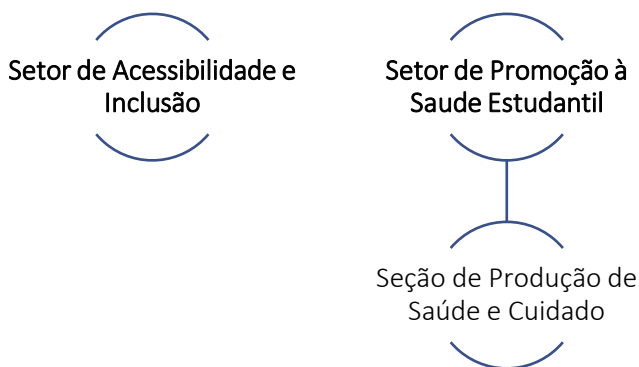 Setor de Acessibilidade e
Inclusão
Setor de Promoção à
Saude Estudantil
Seção de Produção de
Saúde e Cuidado